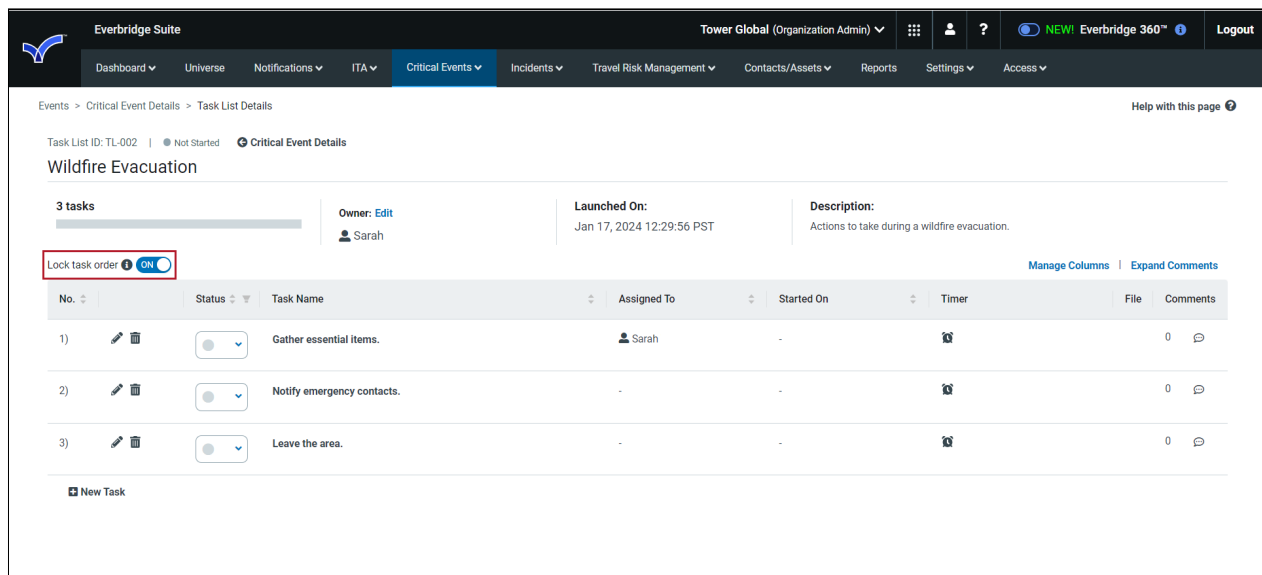 Everbridge Suite
Tower Global (Organization Admin)
?
NEW! Everbridge 360™
Logout
Dashboard Universe Notifications ITA Critical Events Incidents Travel Risk Management Contacts/Assets Reports Settings Access
Events > Critical Event Details > Task List Details
Help with this page ?
Task List ID: TL-002 | Not Started Critical Event Details
Wildfire Evacuation
3 tasks
Owner: Edit
Sarah
Launched On:
Jan 17, 2024 12:29:56 PST
Description:
Actions to take during a wildfire evacuation.
Lock task order i ON
Manage Columns | Expand Comments
No. Status Task Name Assigned To Started On Timer File Comments
1) Gather essential items. Sarah - 0
2) Notify emergency contacts. - - 0
3) Leave the area. - - 0
New Task